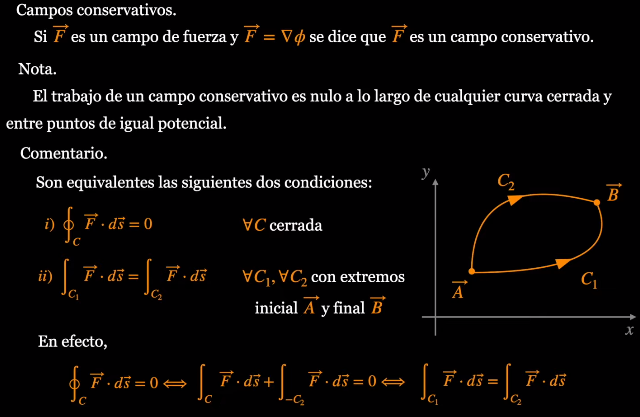 Campos conservativos.
Si $\overrightarrow{F}$ es un campo de fuerza y $\overrightarrow{F} = \nabla\phi$ se dice que $\overrightarrow{F}$ es un campo conservativo.
Nota.
El trabajo de un campo conservativo es nulo a lo largo de cualquier curva cerrada y
entre puntos de igual potencial.
Comentario.
Son equivalentes las siguientes dos condiciones:
i) $\oint_C \overrightarrow{F} \cdot d\vec{s} = 0$ $\forall C$ cerrada
ii) $\int_{C_1} \overrightarrow{F} \cdot d\vec{s} = \int_{C_2} \overrightarrow{F} \cdot d\vec{s}$ $\forall C_1, \forall C_2$ con extremos
inicial $\overrightarrow{A}$ y final $\overrightarrow{B}$
y
$C_2$
$\overrightarrow{B}$
$\overrightarrow{A}$
$C_1$
x
En efecto,
$\oint_C \overrightarrow{F} \cdot d\vec{s} = 0 \Longleftrightarrow \int_C \overrightarrow{F} \cdot d\vec{s} + \int_{-C_2} \overrightarrow{F} \cdot d\vec{s} = 0 \Longleftrightarrow \int_{C_1} \overrightarrow{F} \cdot d\vec{s} = \int_{C_2} \overrightarrow{F} \cdot d\vec{s}$